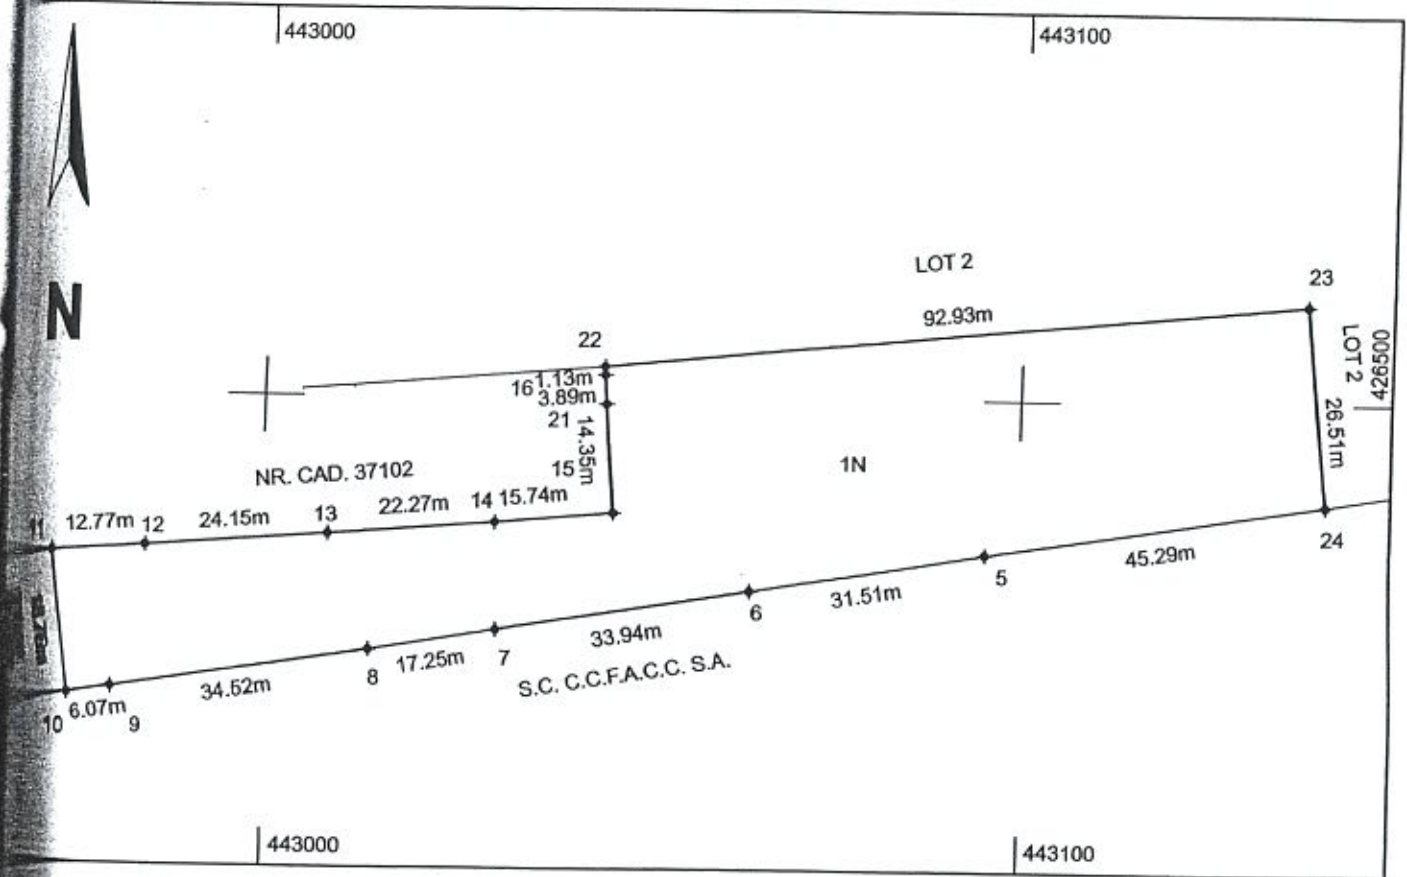 443000
443100
N
LOT 2
23
92.93m
22
LOT 2
426500
16
1.13m
3.89m
21
14.35m
26.51m
15
1N
NR. CAD. 37102
11
12.77m
12
24.15m
13
22.27m
14
15.74m
24
45.29m
5
31.51m
6
33.94m
7
17.25m
8
S.C. C.C.F.A.C.C. S.A.
34.52m
6.07m
10
9
443000
443100